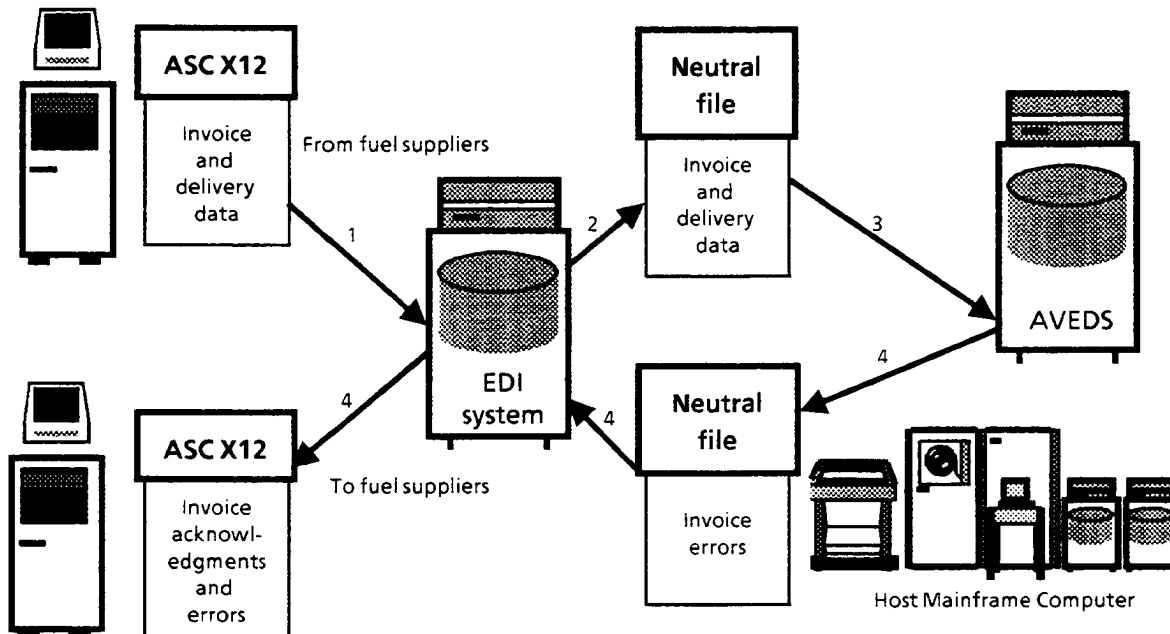 ASC X12
Invoice
and
delivery
data
From fuel suppliers
1
2
Neutral
file
Invoice
and
delivery
data
3
AVEDS
EDI
system
4
4
4
Neutral
file
Invoice
errors
ASC X12
Invoice
acknowl-
edgments
and
errors
To fuel suppliers
Host Mainframe Computer